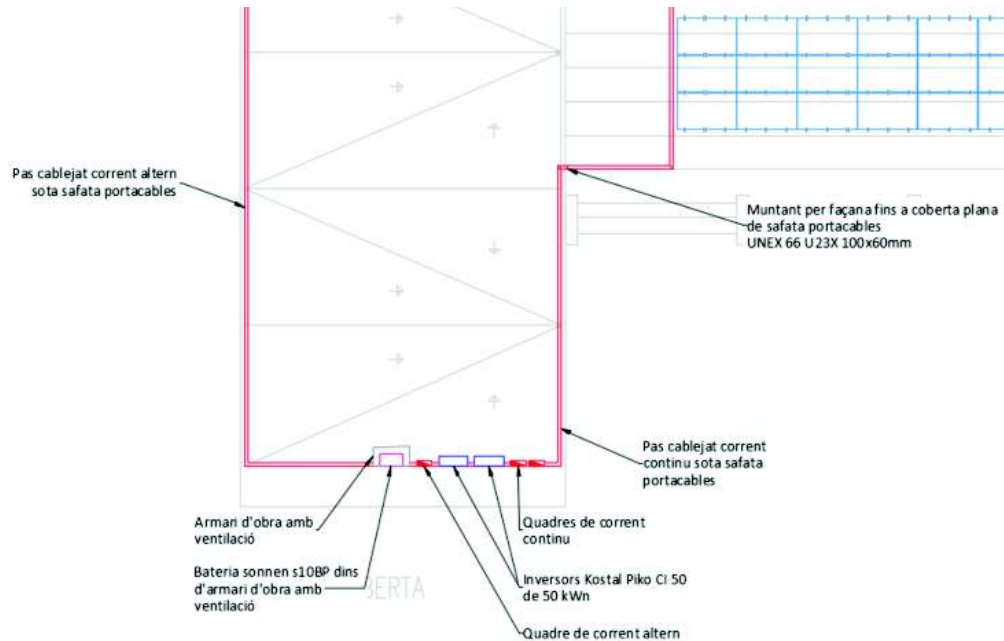 Pas cablejat corrent altern
sota safata portacables
Muntant per façana fins a coberta plana
de safata portacables
UNEX 66 U23X 100x60mm
Pas cablejat corrent
continu sota safata
portacables
Armari d'obra amb
ventilació
Quadres de corrent
continu
Bateria sonnen s10BP dins
d'armari d'obra amb
ventilació
BERTA
Inversors Kostal Piko CI 50
de 50 kWn
Quadre de corrent altern